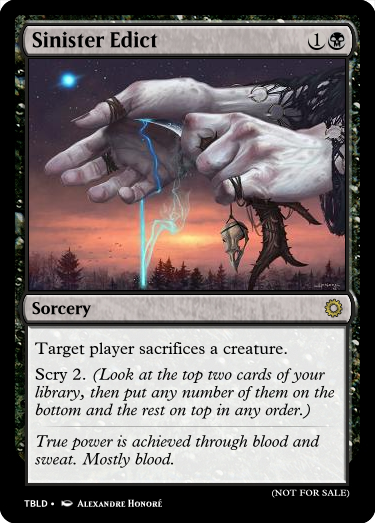 Sinister Edict 1
Sorcery
Target player sacrifices a creature.
Scry 2. (Look at the top two cards of your
library, then put any number of them on the
bottom and the rest on top in any order.)
True power is achieved through blood and
sweat. Mostly blood.
(NOT FOR SALE)
TBLD • Alexandre Honoré